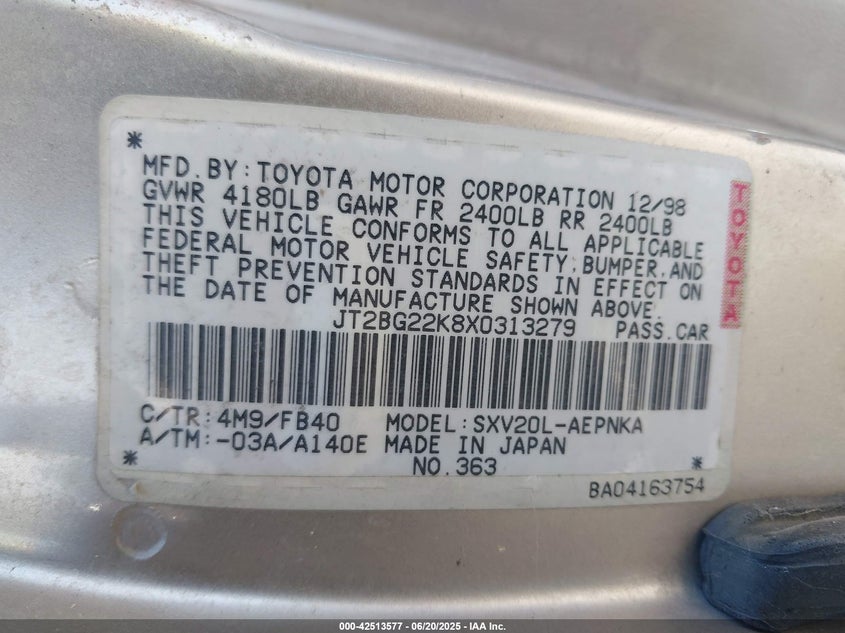 * 
MFD.BY:TOYOTA MOTOR CORPORATION 12/98
GVWR 4180LB GAWR FR 2400LB RR 2400LB
THIS VEHICLE CONFORMS TO ALL APPLICABLE
FEDERAL MOTOR VEHICLE SAFETY,BUMPER,AND
THEFT PREVENTION STANDARDS IN EFFECT ON
THE DATE OF MANUFACTURE SHOWN ABOVE.
JT2BG22K8X0313279 PASS.CAR
C/TR:4M9/FB40 MODEL:SXV20L-AEPNKA
A/TM:-03A/A140E MADE IN JAPAN
* NO.363 *
BA04163754
TOYOTA
000-42513577 - 06/20/2025 - IAA Inc.